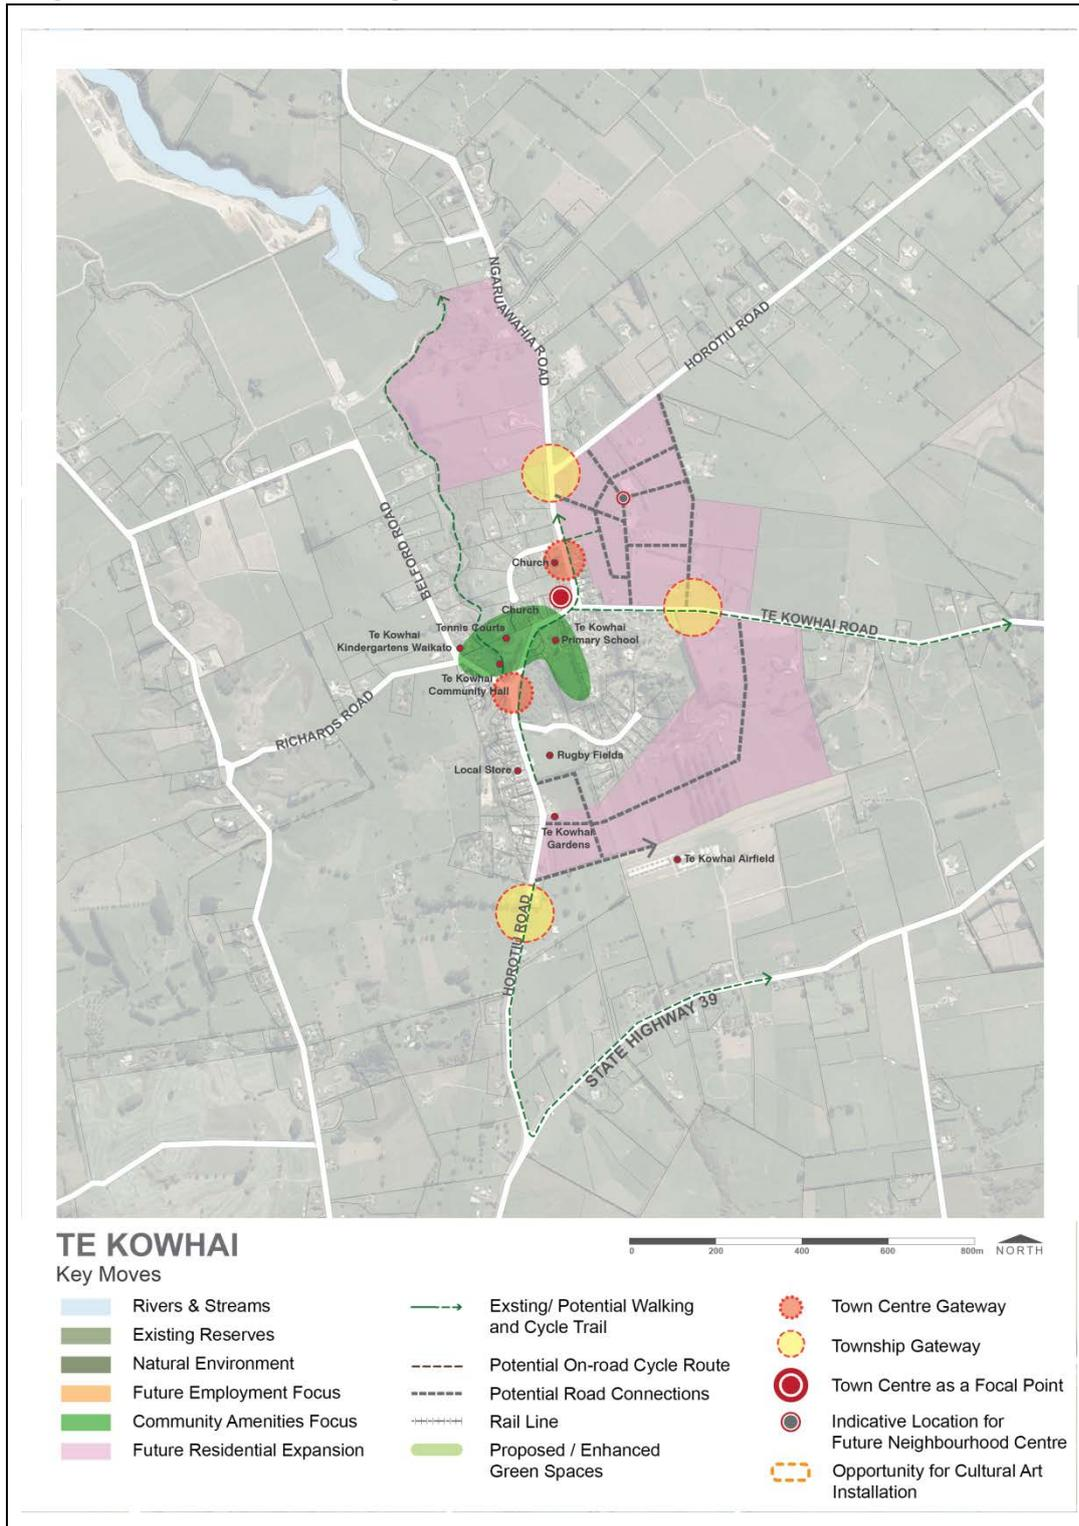 NGARUAWAHIA ROAD
HOROTIU ROAD
BELFORD ROAD
Church
Church
Tennis Courts
Te Kowhai
Primary School
Te Kowhai
Kindergartens Waikato
TE KOWHAI ROAD
Te Kowhai
Community Hall
RICHARDS ROAD
Rugby Fields
Local Store
Te Kowhai
Gardens
Te Kowhai Airfield
HOROTIU ROAD
STATE HIGHWAY 39
TE KOWHAI
Key Moves
0 200 400 600 800m
NORTH
Rivers & Streams
Existing Reserves
Natural Environment
Future Employment Focus
Community Amenities Focus
Future Residential Expansion
Exsting/ Potential Walking
and Cycle Trail
Potential On-road Cycle Route
Potential Road Connections
Rail Line
Proposed / Enhanced
Green Spaces
Town Centre Gateway
Township Gateway
Town Centre as a Focal Point
Indicative Location for
Future Neighbourhood Centre
Opportunity for Cultural Art
Installation